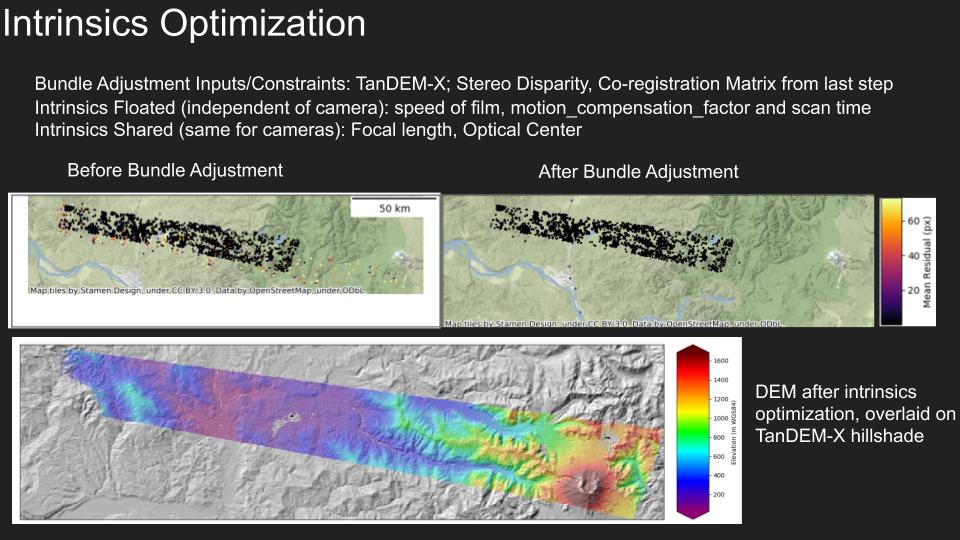 Intrinsics Optimization
Bundle Adjustment Inputs/Constraints: TanDEM-X; Stereo Disparity, Co-registration Matrix from last step
Intrinsics Floated (independent of camera): speed of film, motion_compensation_factor and scan time
Intrinsics Shared (same for cameras): Focal length, Optical Center
Before Bundle Adjustment
After Bundle Adjustment
50 km
Map tiles by Stamen Design, under CC BY 3.0. Data by OpenStreetMap, under ODbL.
Map tiles by Stamen Design, under CC BY 3.0. Data by OpenStreetMap, under ODbL.
60
40
20
Mean Residual (px)
1600
1400
1200
1000
800
600
400
200
Elevation (m WGS84)
DEM after intrinsics
optimization, overlaid on
TanDEM-X hillshade